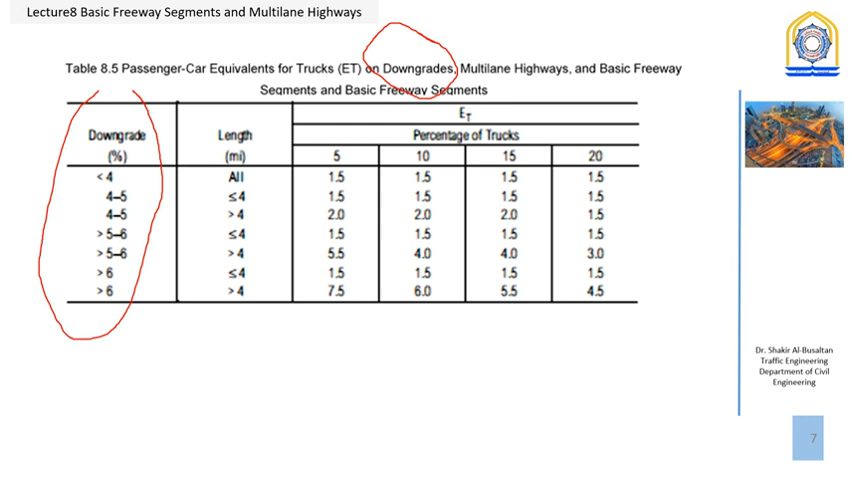 Lecture8 Basic Freeway Segments and Multilane Highways
Table 8.5 Passenger-Car Equivalents for Trucks (ET) on Downgrades, Multilane Highways, and Basic Freeway
Segments and Basic Freeway Segments
ET
Downgrade Length Percentage of Trucks
(%) (mi) 5 10 15 20
< 4 All 1.5 1.5 1.5 1.5
4–5 ≤4 1.5 1.5 1.5 1.5
4–5 >4 2.0 2.0 2.0 1.5
> 5–6 ≤4 1.5 1.5 1.5 1.5
> 5–6 >4 5.5 4.0 4.0 3.0
> 6 ≤4 1.5 1.5 1.5 1.5
> 6 >4 7.5 6.0 5.5 4.5
Dr. Shakir Al-Busaltan
Traffic Engineering
Department of Civil
Engineering
7